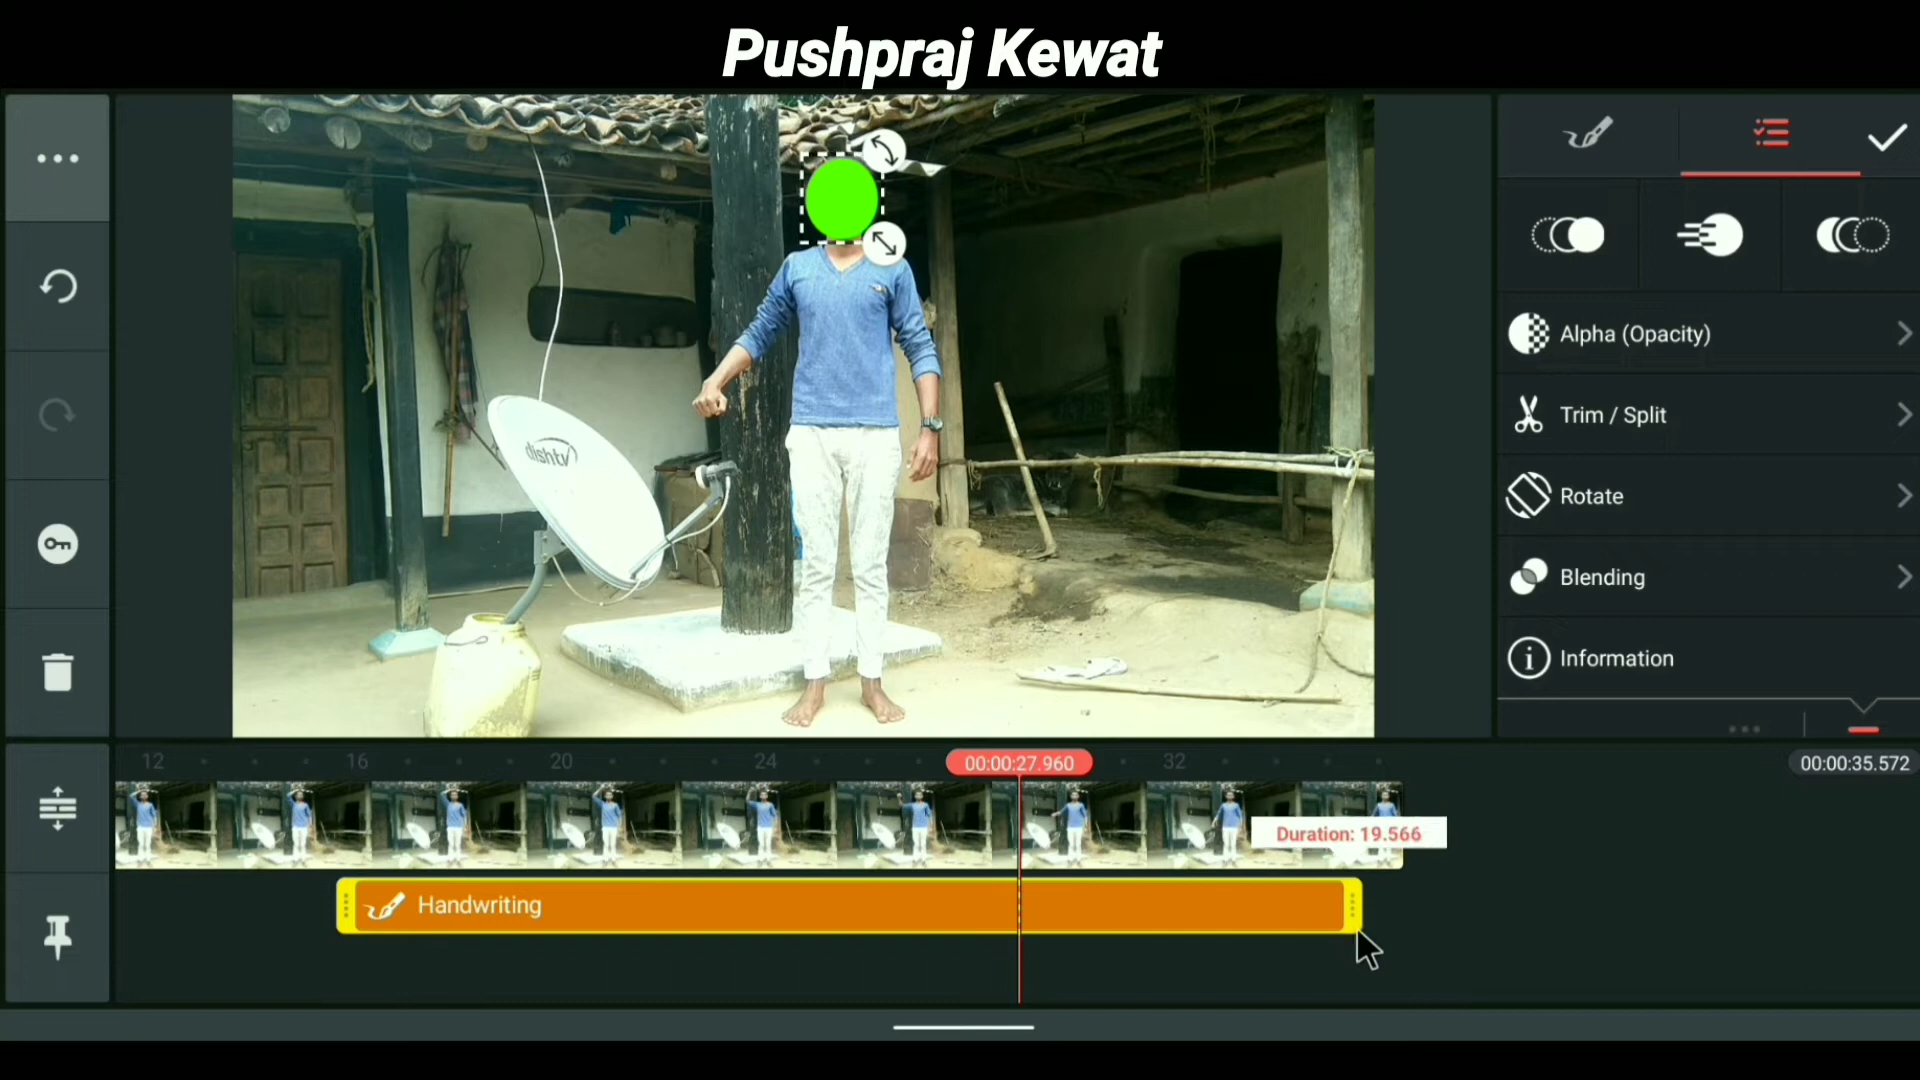 Pushpraj Kewat
dishtv
Alpha (Opacity)
Trim / Split
Rotate
Blending
Information
12
16
20
24
00:00:27.960
32
00:00:35.572
Duration: 19.566
Handwriting